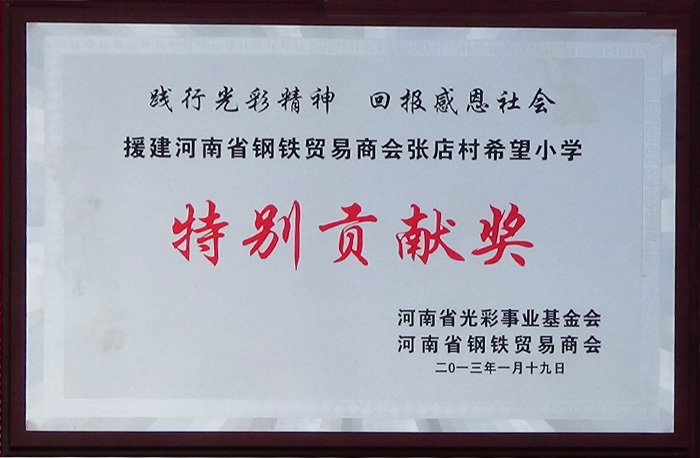 践行光彩精神 回报感恩社会
援建河南省钢铁贸易商会张店村希望小学
特别贡献奖
河南省光彩事业基金会
河南省钢铁贸易商会
二0一三年一月十九日